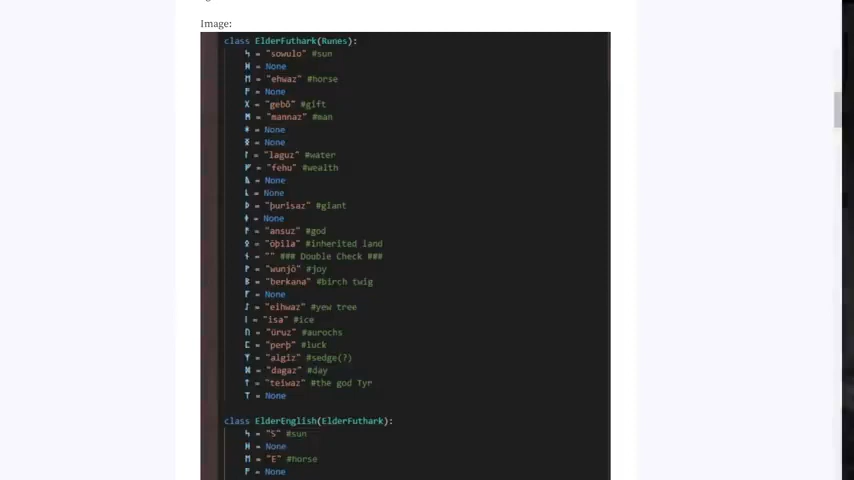 Image:
class ElderFuthark(Runes):
ᛋ = "sowulo" #sun
ᚻ = None
ᛖ = "ehwaz" #horse
ᚩ = None
ᚷ = "gebō" #gift
ᛗ = "mannaz" #man
= None
= None
ᛚ = "laguz" #water
ᚠ = "fehu" #wealth
= None
= None
ᚦ = "þurisaz" #giant
= None
ᚨ = "ansuz" #god
ᛟ = "ōþila" #inherited land
= "" ### Double Check ###
ᚹ = "wunjō" #joy
ᛒ = "berkana" #birch twig
= None
ᛇ = "eihwaz" #yew tree
ᛁ = "isa" #ice
ᚢ = "ūruz" #aurochs
= "perþ" #luck
ᛉ = "algiz" #sedge(?)
= "dagaz" #day
ᛏ = "teiwaz" #the god Tyr
= None
class ElderEnglish(ElderFuthark):
ᛋ = "S" #sun
ᚻ = None
ᛖ = "E" #horse
= None